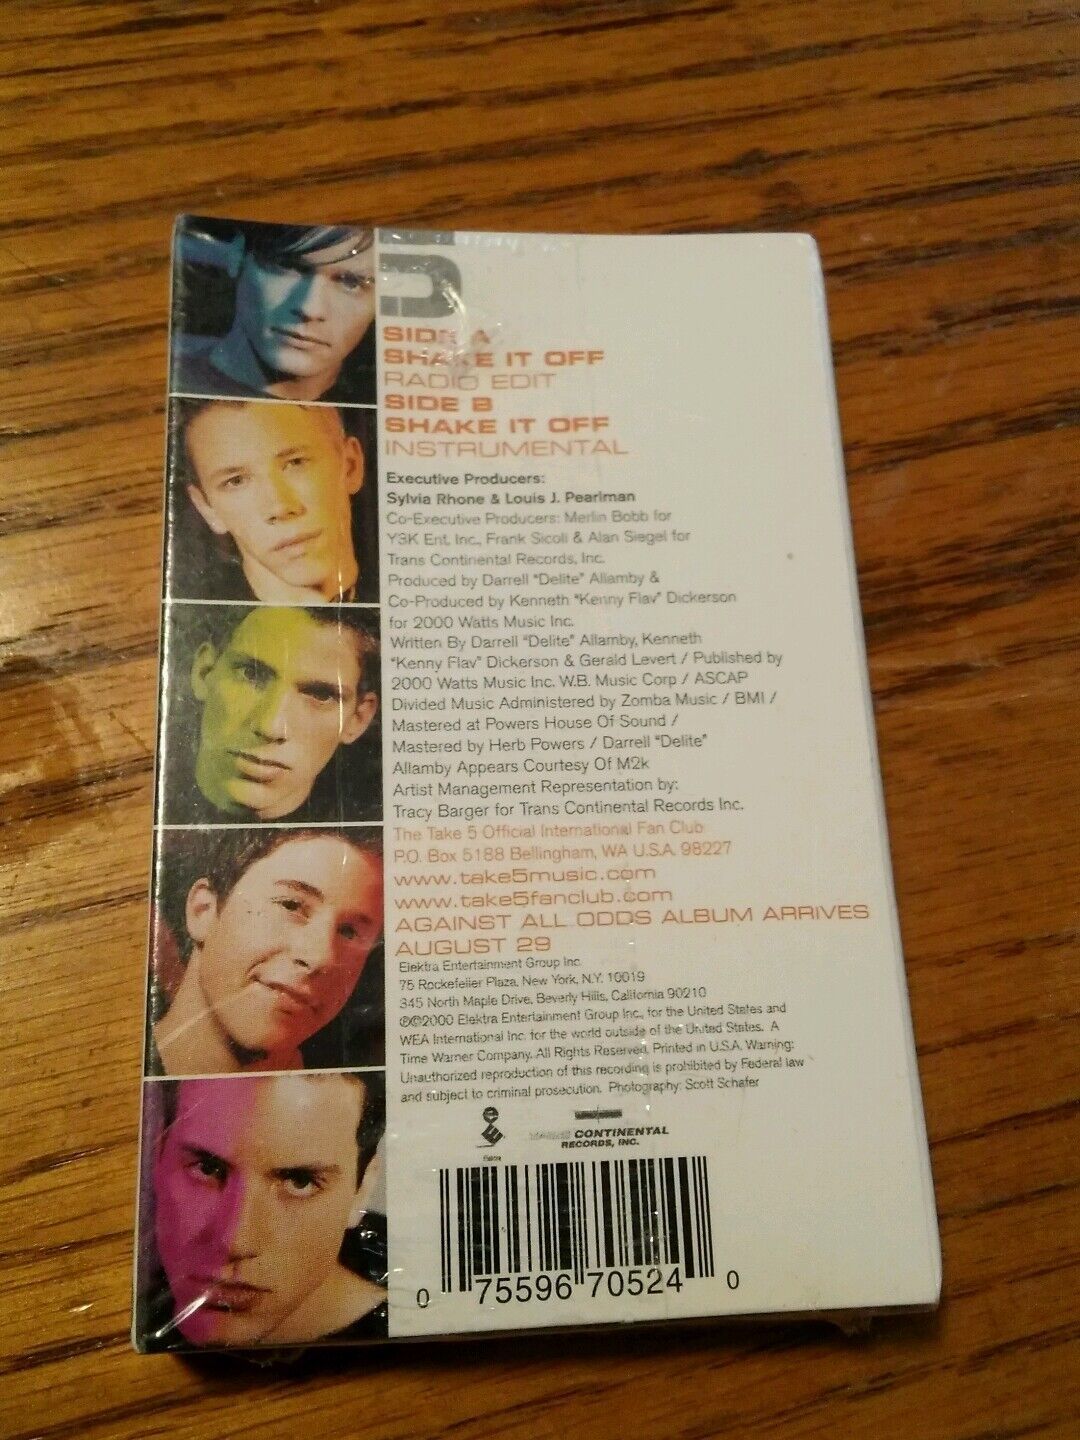 5
SIDE A
SHAKE IT OFF
RADIO EDIT
SIDE B
SHAKE IT OFF
INSTRUMENTAL
Executive Producers:
Sylvia Rhone & Louis J. Pearlman
Co-Executive Producers: Merlin Bobb for
Y3K Ent. Inc., Frank Sicoli & Alan Siegel for
Trans Continental Records, Inc.
Produced by Darrell "Delite" Allamby &
Co-Produced by Kenneth "Kenny Flav" Dickerson
for 2000 Watts Music Inc.
Written By Darrell "Delite" Allamby, Kenneth
"Kenny Flav" Dickerson & Gerald Levert / Published by
2000 Watts Music Inc. W.B. Music Corp / ASCAP
Divided Music Administered by Zomba Music / BMI /
Mastered at Powers House Of Sound /
Mastered by Herb Powers / Darrell "Delite"
Allamby Appears Courtesy Of M2k
Artist Management Representation by:
Tracy Barger for Trans Continental Records Inc.
The Take 5 Official International Fan Club
P.O. Box 5188 Bellingham, WA U.S.A. 98227
www.take5music.com
www.take5fanclub.com
AGAINST ALL ODDS ALBUM ARRIVES
AUGUST 29
Elektra Entertainment Group Inc.
75 Rockefeller Plaza, New York, N.Y. 10019
345 North Maple Drive, Beverly Hills, California 90210
℗©2000 Elektra Entertainment Group Inc., for the United States and
WEA International Inc. for the world outside of the United States. A
Time Warner Company. All Rights Reserved. Printed in U.S.A. Warning:
Unauthorized reproduction of this recording is prohibited by Federal law
and subject to criminal prosecution. Photography: Scott Schafer
Elektra
TRANS CONTINENTAL
RECORDS, INC.
0 75596 70524 0